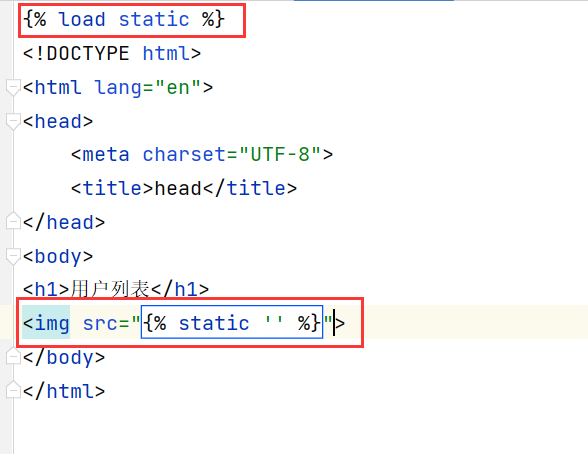 {% load static %}
<!DOCTYPE html>
<html lang="en">
<head>
    <meta charset="UTF-8">
    <title>head</title>
</head>
<body>
<h1>用户列表</h1>
<img src="{% static '' %}">
</body>
</html>